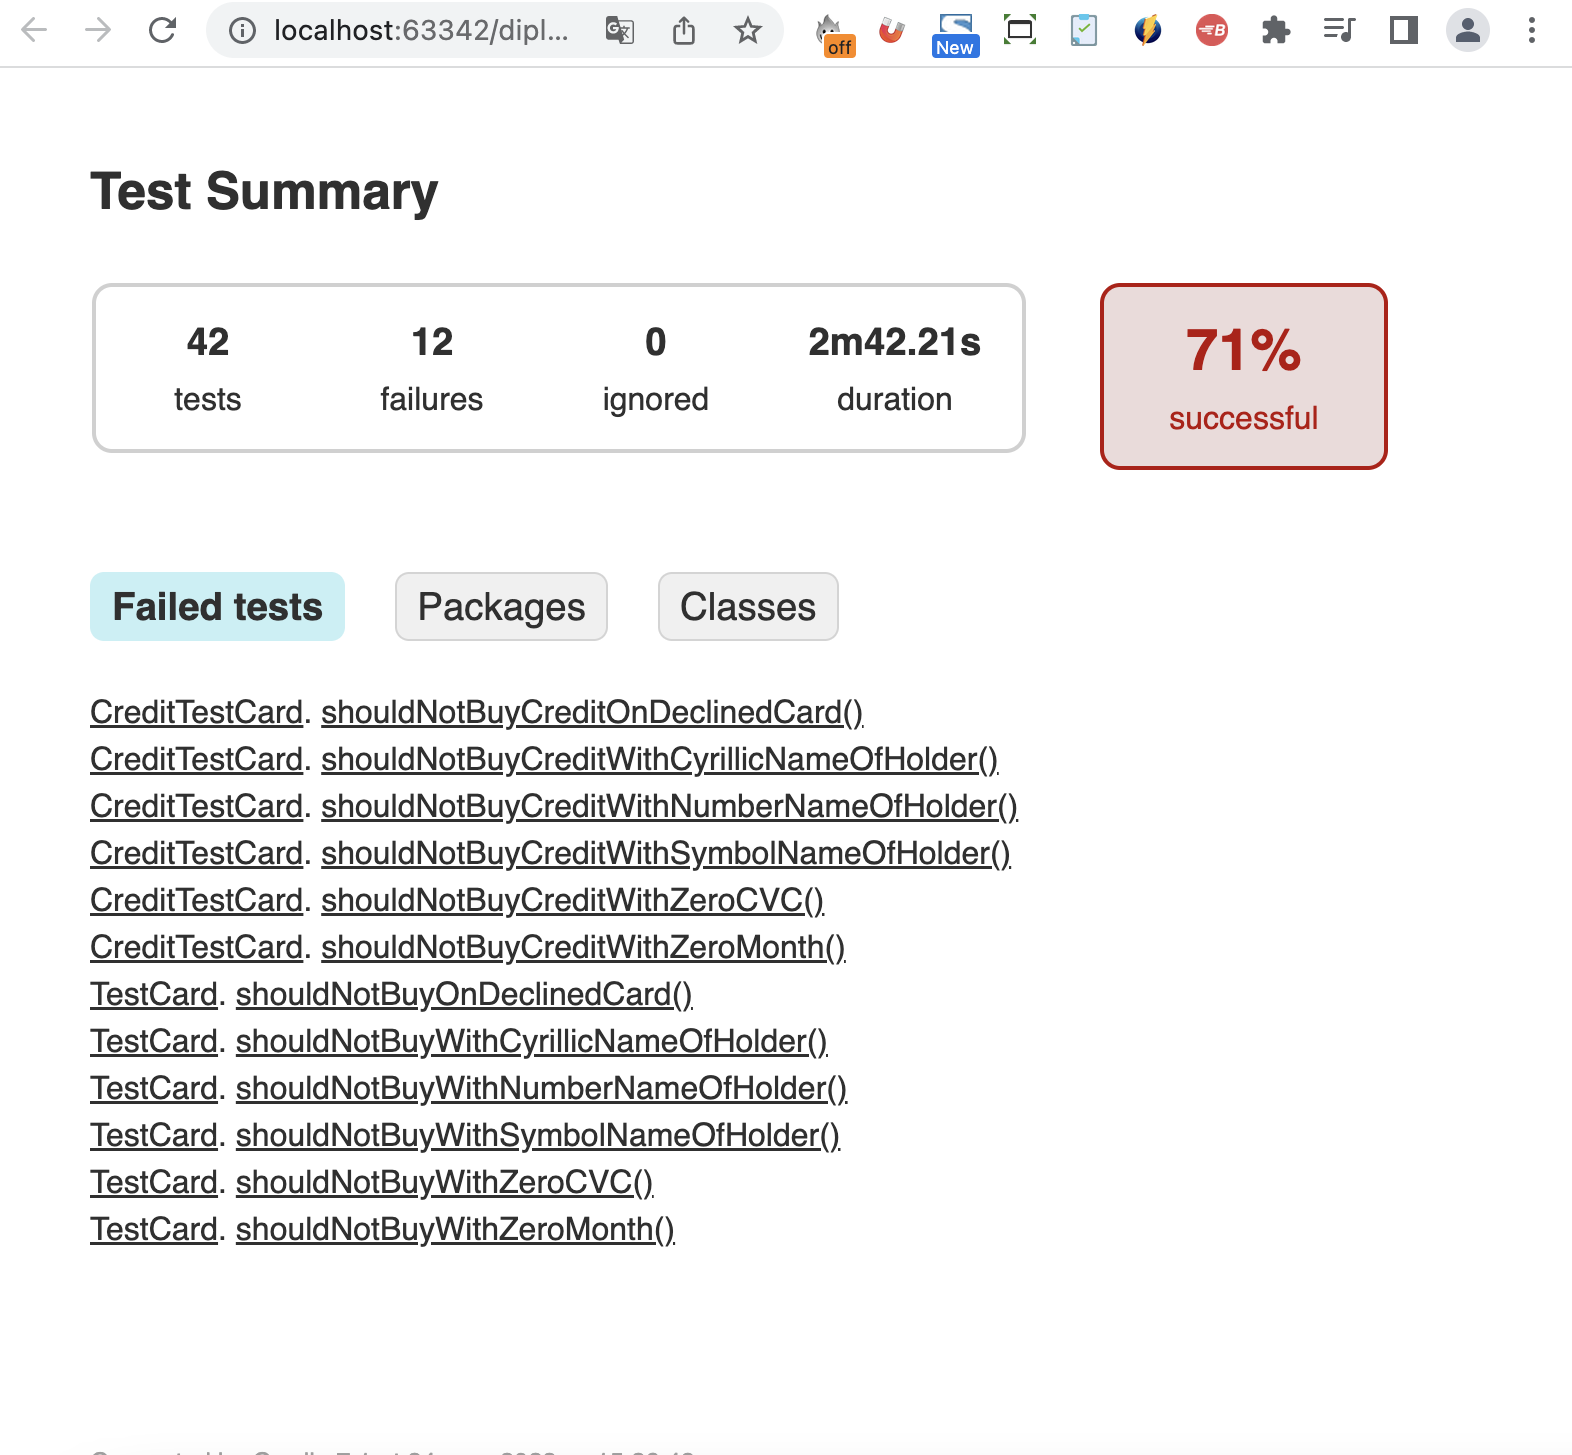 localhost:63342/dipl...
off
New
B
Test Summary
42
tests
12
failures
0
ignored
2m42.21s
duration
71%
successful
Failed tests
Packages
Classes
CreditTestCard. shouldNotBuyCreditOnDeclinedCard()
CreditTestCard. shouldNotBuyCreditWithCyrillicNameOfHolder()
CreditTestCard. shouldNotBuyCreditWithNumberNameOfHolder()
CreditTestCard. shouldNotBuyCreditWithSymbolNameOfHolder()
CreditTestCard. shouldNotBuyCreditWithZeroCVC()
CreditTestCard. shouldNotBuyCreditWithZeroMonth()
TestCard. shouldNotBuyOnDeclinedCard()
TestCard. shouldNotBuyWithCyrillicNameOfHolder()
TestCard. shouldNotBuyWithNumberNameOfHolder()
TestCard. shouldNotBuyWithSymbolNameOfHolder()
TestCard. shouldNotBuyWithZeroCVC()
TestCard. shouldNotBuyWithZeroMonth()